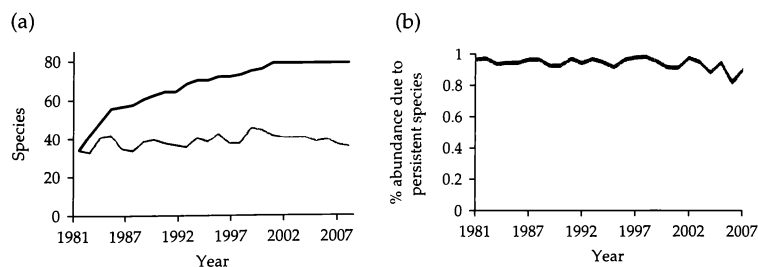 (a)
80
60
40
20
0
Species
1981 1987 1992 1997 2002 2007
Year
(b)
1
0.8
0.6
0.4
0.2
0
% abundance due to
persistent species
1981 1987 1992 1997 2002 2007
Year